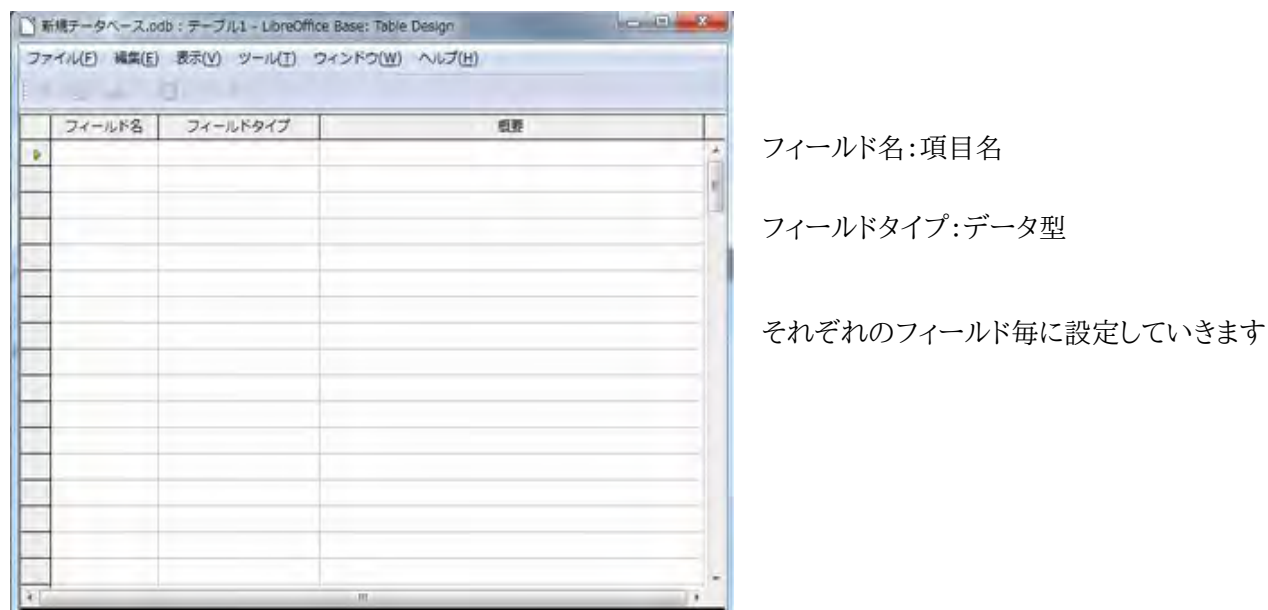 新規データベース.odb : テーブル1 - LibreOffice Base: Table Design
ファイル(F) 編集(E) 表示(V) ツール(T) ウィンドウ(W) ヘルプ(H)
フィールド名 フィールドタイプ 概要
フィールド名：項目名
フィールドタイプ：データ型
それぞれのフィールド毎に設定していきます